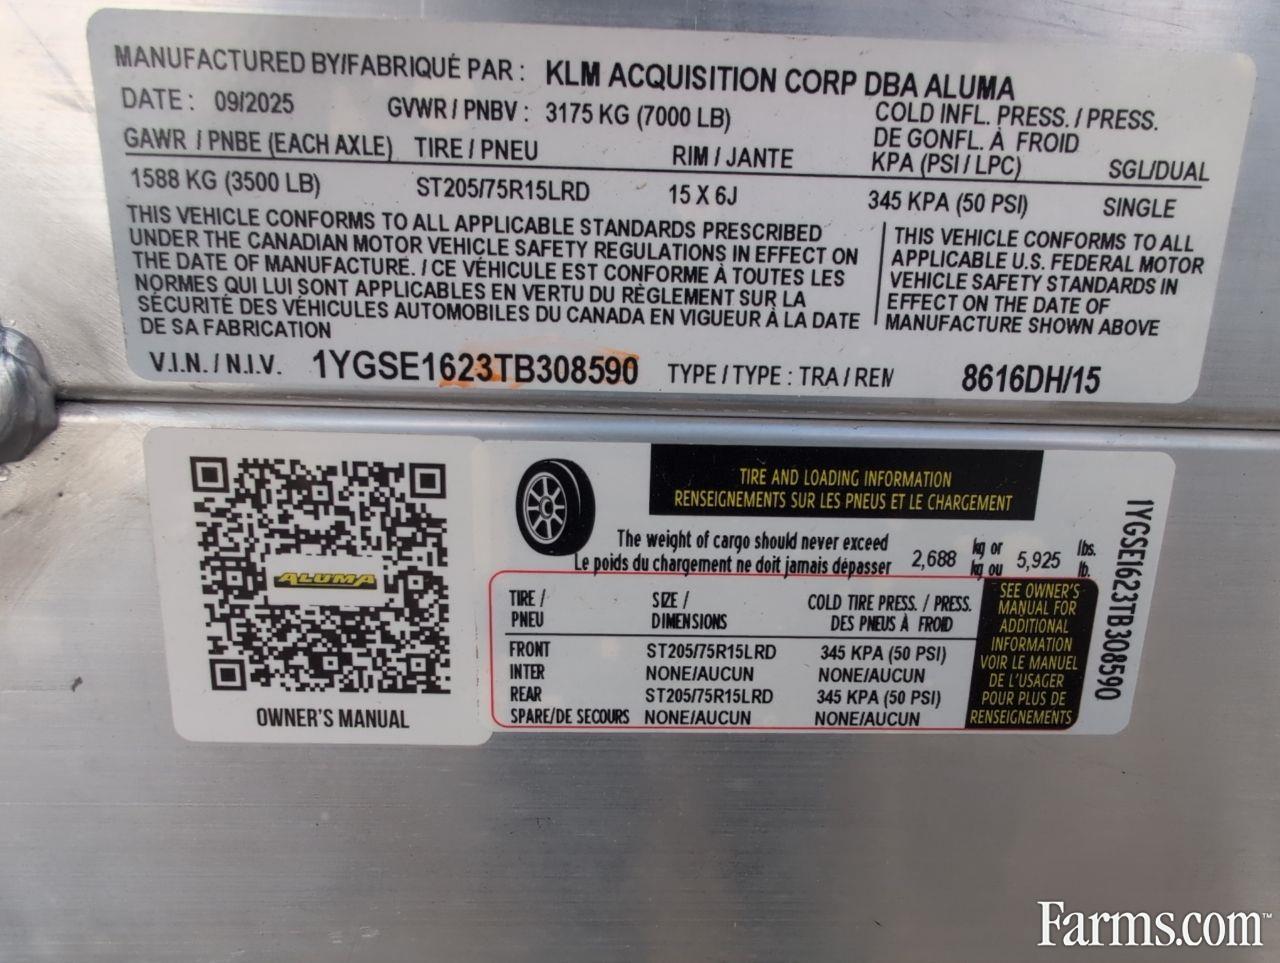 MANUFACTURED BY/FABRIQUÉ PAR : KLM ACQUISITION CORP DBA ALUMA
DATE : 09/2025 GVWR / PNBV : 3175 KG (7000 LB)
COLD INFL. PRESS. / PRESS.
DE GONFL. À FROID
GAWR / PNBE (EACH AXLE) TIRE / PNEU RIM / JANTE KPA (PSI / LPC) SGL/DUAL
1588 KG (3500 LB) ST205/75R15LRD 15 X 6J 345 KPA (50 PSI) SINGLE
THIS VEHICLE CONFORMS TO ALL APPLICABLE STANDARDS PRESCRIBED
UNDER THE CANADIAN MOTOR VEHICLE SAFETY REGULATIONS IN EFFECT ON
THE DATE OF MANUFACTURE. / CE VÉHICULE EST CONFORME À TOUTES LES
NORMES QUI LUI SONT APPLICABLES EN VERTU DU RÈGLEMENT SUR LA
SÉCURITÉ DES VÉHICULES AUTOMOBILES DU CANADA EN VIGUEUR À LA DATE
DE SA FABRICATION
THIS VEHICLE CONFORMS TO ALL
APPLICABLE U.S. FEDERAL MOTOR
VEHICLE SAFETY STANDARDS IN
EFFECT ON THE DATE OF
MANUFACTURE SHOWN ABOVE
V.I.N. / N.I.V. 1YGSE1623TB308590 TYPE / TYPE : TRA / REM 8616DH/15
ALUMA
OWNER'S MANUAL
TIRE AND LOADING INFORMATION
RENSEIGNEMENTS SUR LES PNEUS ET LE CHARGEMENT
The weight of cargo should never exceed kg or lbs.
Le poids du chargement ne doit jamais dépasser 2,688 kg ou 5,925 lb.
TIRE / SIZE / COLD TIRE PRESS. / PRESS.
PNEU DIMENSIONS DES PNEUS À FROID
FRONT ST205/75R15LRD 345 KPA (50 PSI)
INTER NONE/AUCUN NONE/AUCUN
REAR ST205/75R15LRD 345 KPA (50 PSI)
SPARE/DE SECOURS NONE/AUCUN NONE/AUCUN
SEE OWNER'S
MANUAL FOR
ADDITIONAL
INFORMATION
VOIR LE MANUEL
DE L'USAGER
POUR PLUS DE
RENSEIGNEMENTS
1YGSE1623TB308590
Farms.com™